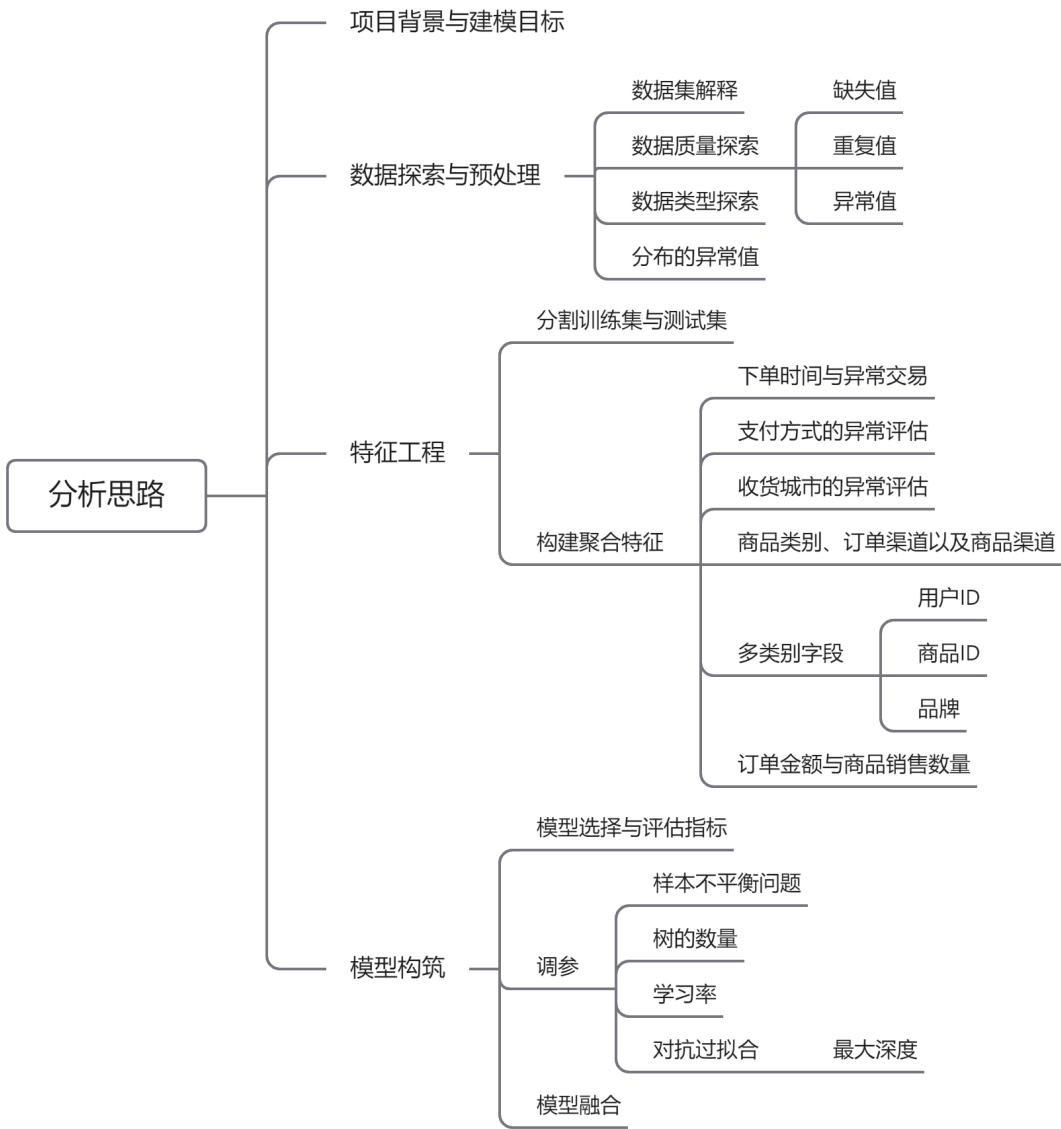 项目背景与建模目标
数据集解释
缺失值
数据质量探索
重复值
数据探索与预处理
数据类型探索
异常值
分布的异常值
分割训练集与测试集
下单时间与异常交易
支付方式的异常评估
特征工程
收货城市的异常评估
分析思路
构建聚合特征
商品类别、订单渠道以及商品渠道
用户ID
多类别字段
商品ID
品牌
订单金额与商品销售数量
模型选择与评估指标
样本不平衡问题
树的数量
模型构筑
调参
学习率
对抗过拟合
最大深度
模型融合